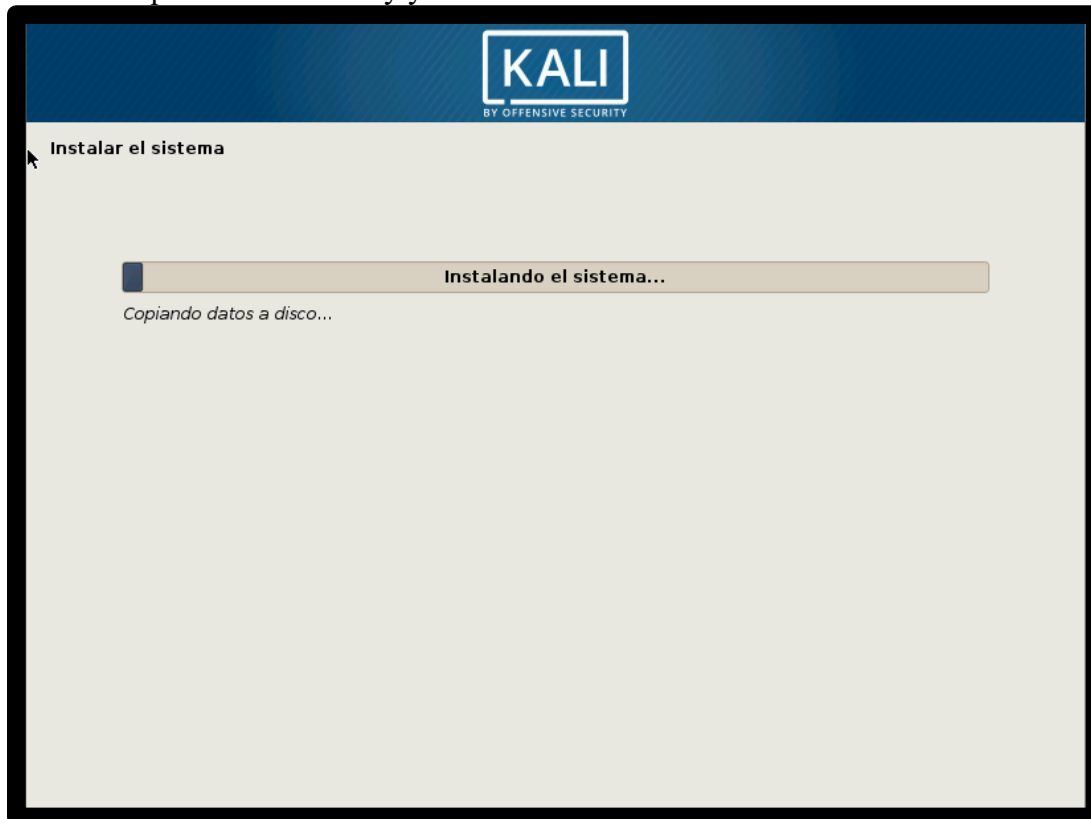 KALI
BY OFFENSIVE SECURITY
Instalar el sistema
Instalando el sistema...
Copiando datos a disco...